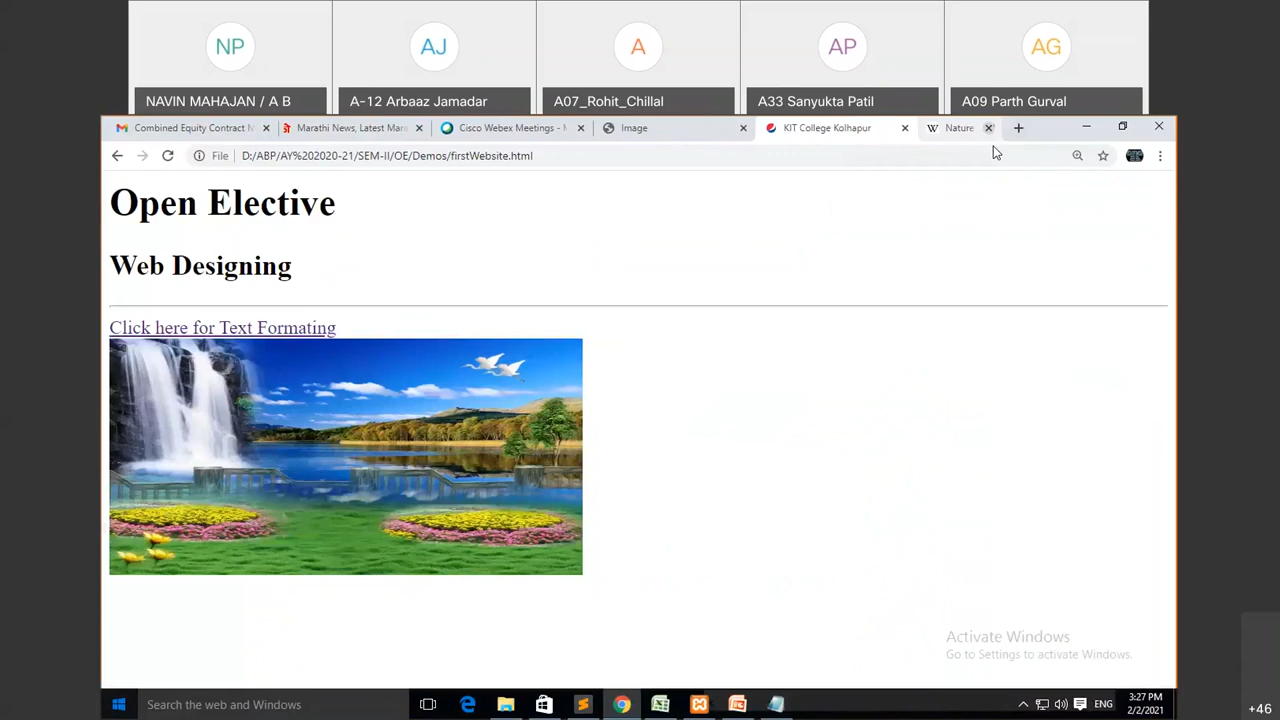 NP
AJ
A
AP
AG
NAVIN MAHAJAN / A B
A-12 Arbaaz Jamadar
A07_Rohit_Chillal
A33 Sanyukta Patil
A09 Parth Gurval
Combined Equity Contract N
Marathi News, Latest Mara
Cisco Webex Meetings -
Image
KIT College Kolhapur
W Nature
File D:/ABP/AY%202020-21/SEM-II/OE/Demos/firstWebsite.html
Open Elective
Web Designing
Click here for Text Formating
Activate Windows
Go to Settings to activate Windows.
Search the web and Windows
ENG
3:27 PM
2/2/2021
+46